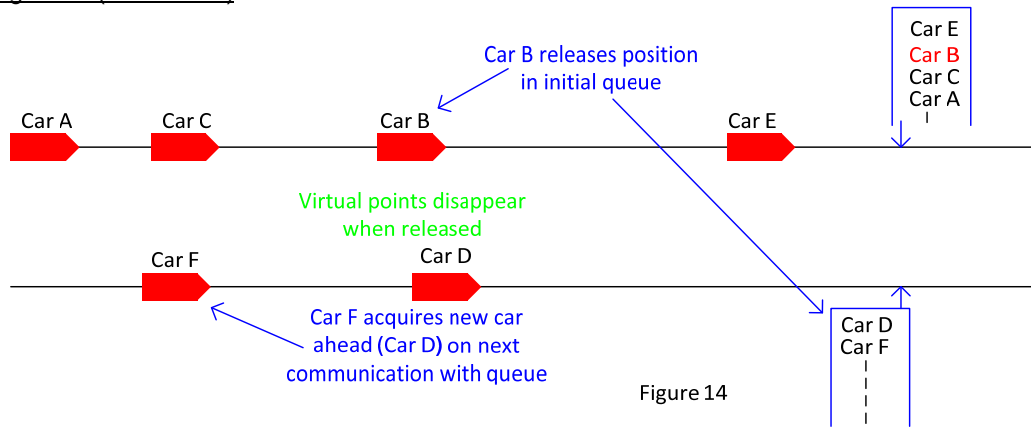 Car B releases position
in initial queue
Car E
Car B
Car C
Car A
Car A
Car C
Car B
Car E
Virtual points disappear
when released
Car F
Car D
Car F acquires new car
ahead (Car D) on next
communication with queue
Car D
Car F
Figure 14